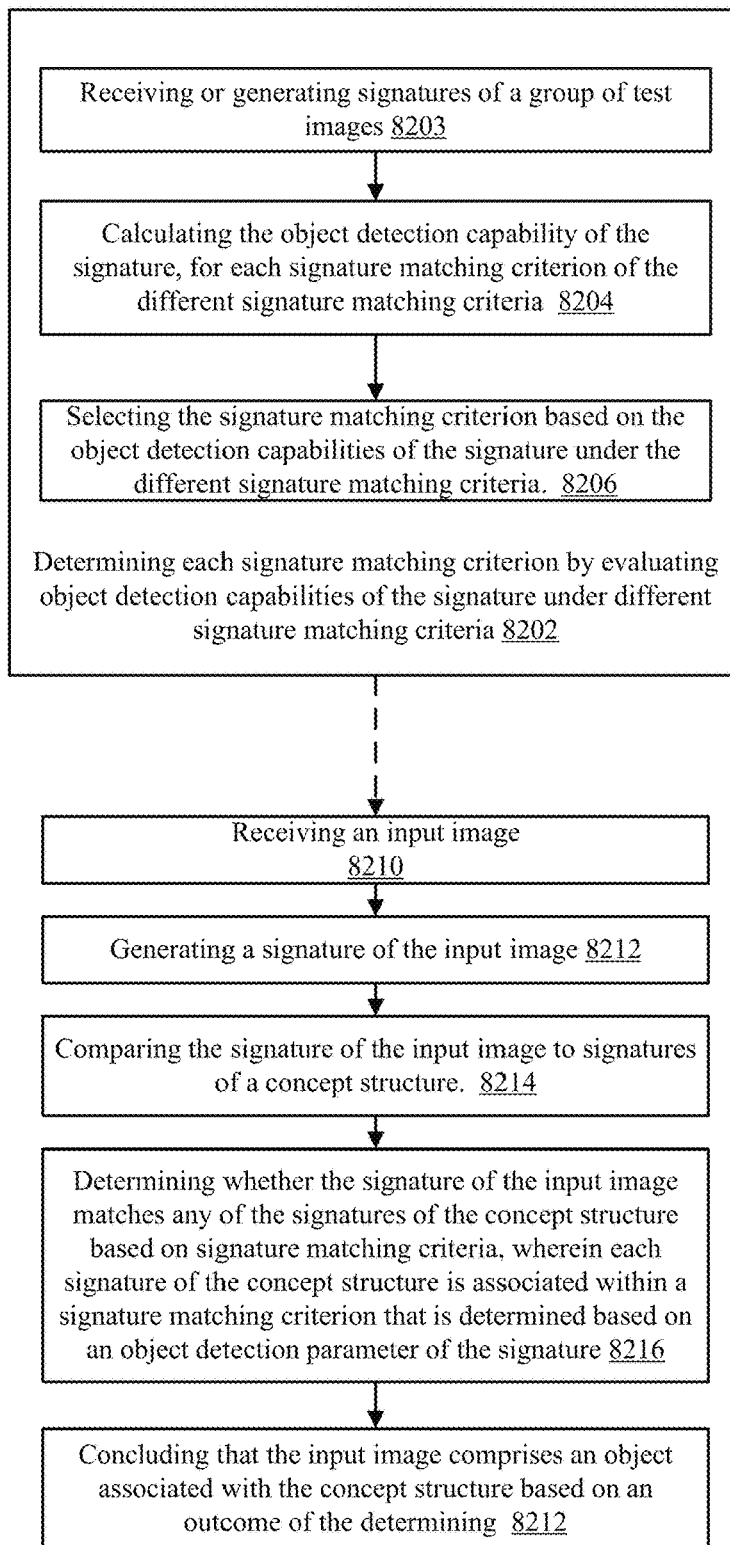 Receiving or generating signatures of a group of test
images 8203
Calculating the object detection capability of the
signature, for each signature matching criterion of the
different signature matching criteria 8204
Selecting the signature matching criterion based on the
object detection capabilities of the signature under the
different signature matching criteria. 8206
Determining each signature matching criterion by evaluating
object detection capabilities of the signature under different
signature matching criteria 8202
Receiving an input image
8210
Generating a signature of the input image 8212
Comparing the signature of the input image to signatures
of a concept structure. 8214
Determining whether the signature of the input image
matches any of the signatures of the concept structure
based on signature matching criteria, wherein each
signature of the concept structure is associated within a
signature matching criterion that is determined based on
an object detection parameter of the signature 8216
Concluding that the input image comprises an object
associated with the concept structure based on an
outcome of the determining 8212